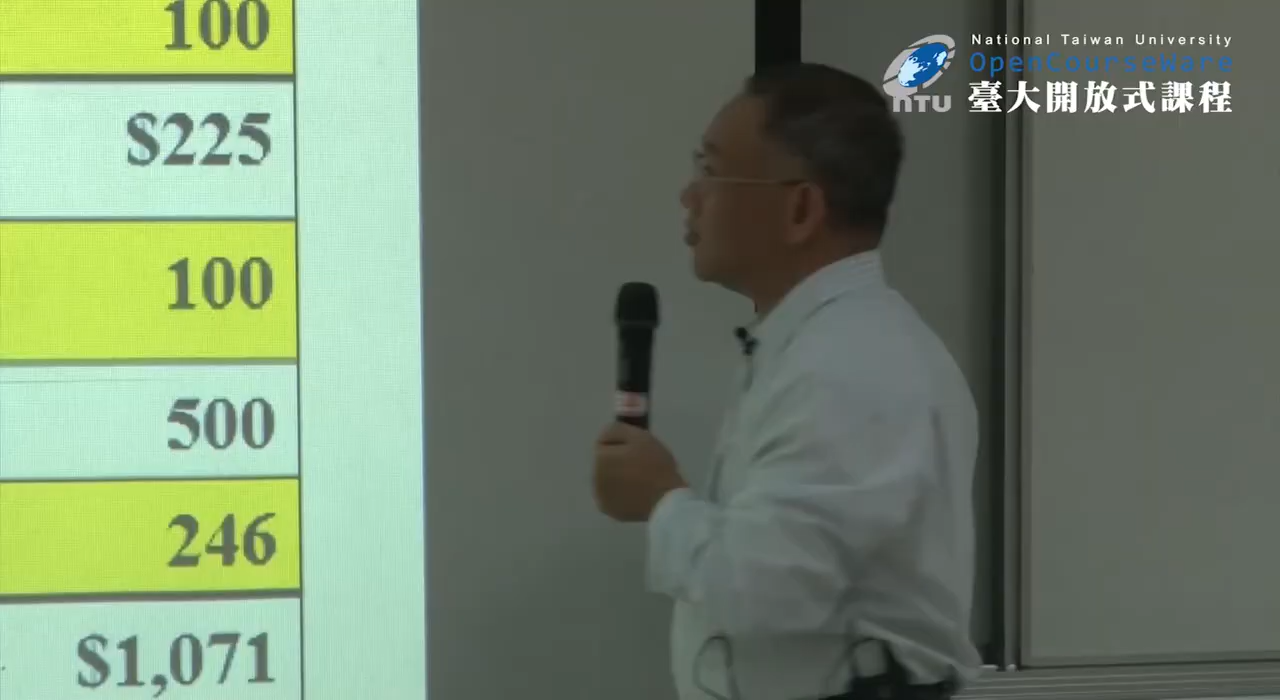 National Taiwan University
OpenCourseWare
NTU
臺大開放式課程
100
$225
100
500
246
$1,071